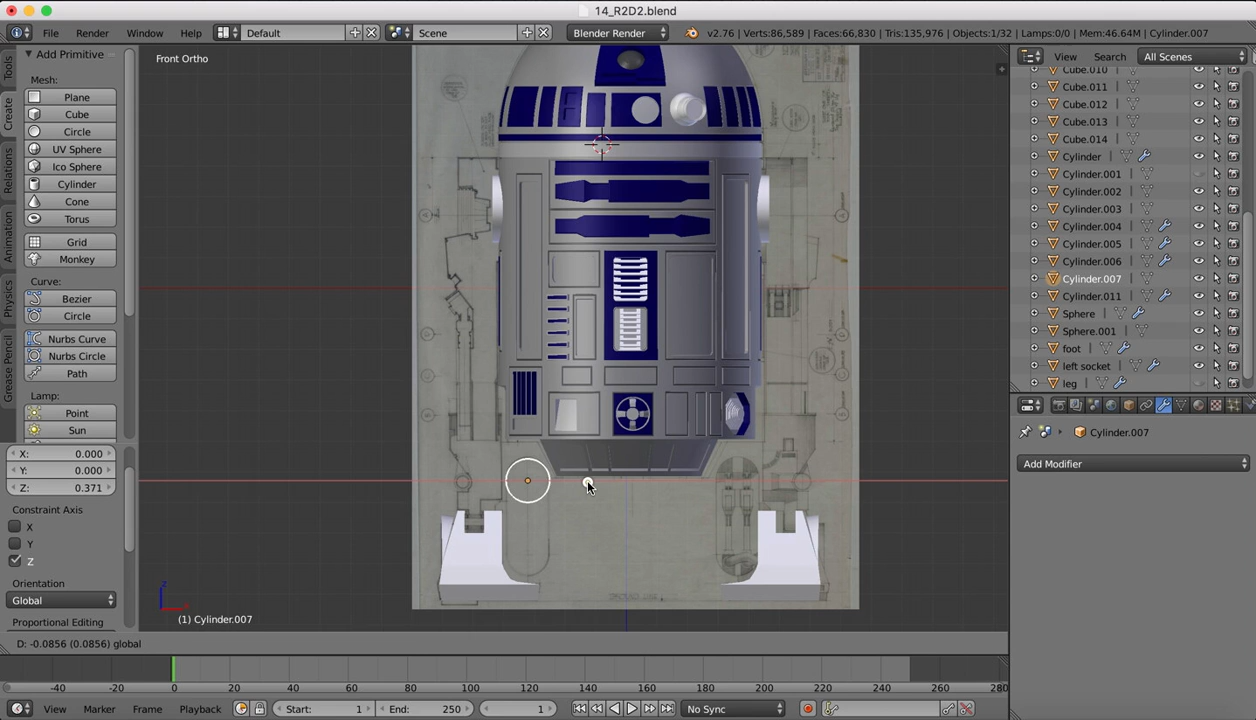 14_R2D2.blend
File Render Window Help Default Scene Blender Render v2.76 | Verts:86,589 | Faces:66,830 | Tris:135,976 | Objects:1/32 | Lamps:0/0 | Mem:46.64M | Cylinder.007
Tools
Create
Relations
Animation
Physics
Grease Pencil
Add Primitive
Mesh:
Plane
Cube
Circle
UV Sphere
Ico Sphere
Cylinder
Cone
Torus
Grid
Monkey
Curve:
Bezier
Circle
Nurbs Curve
Nurbs Circle
Path
Lamp:
Point
Sun
X: 0.000
Y: 0.000
Z: 0.371
Constraint Axis
X
Y
Z
Orientation
Global
Proportional Editing
Front Ortho
(1) Cylinder.007
D: -0.0856 (0.0856) global
View Search All Scenes
Cube.010
Cube.011
Cube.012
Cube.013
Cube.014
Cylinder
Cylinder.001
Cylinder.002
Cylinder.003
Cylinder.004
Cylinder.005
Cylinder.006
Cylinder.007
Cylinder.011
Sphere
Sphere.001
foot
left socket
leg
Cylinder.007
Add Modifier
-40 -20 0 20 40 60 80 100 120 140 160 180 200 220 240 260 280
View Marker Frame Playback Start: 1 End: 250 1 No Sync